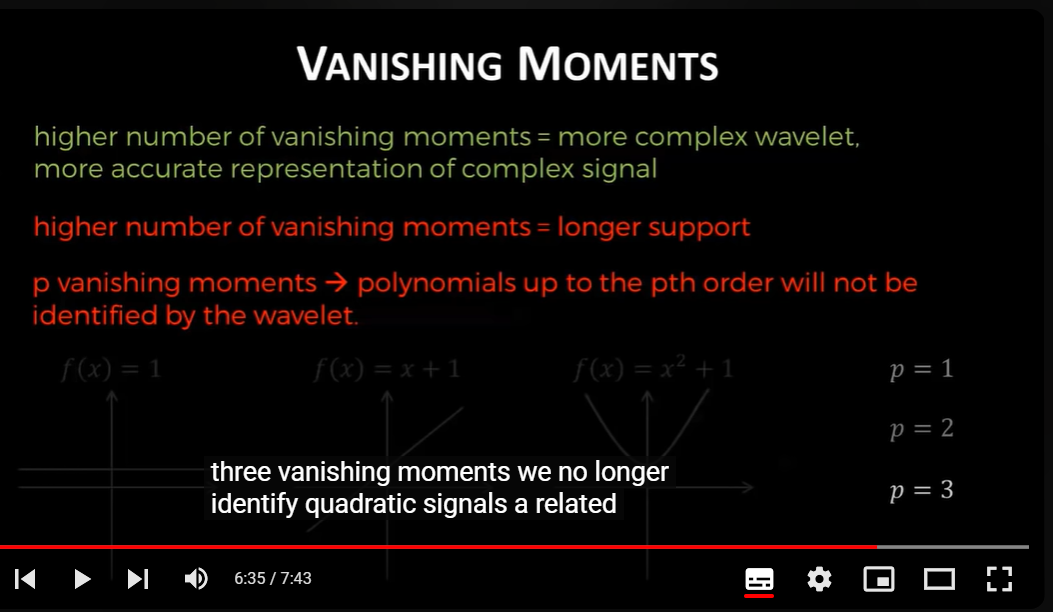 VANISHING MOMENTS
higher number of vanishing moments = more complex wavelet,
more accurate representation of complex signal
higher number of vanishing moments = longer support
p vanishing moments → polynomials up to the pth order will not be
identified by the wavelet.
f(x) = 1
f(x) = x + 1
f(x) = x² + 1
p = 1
p = 2
p = 3
three vanishing moments we no longer
identify quadratic signals a related
6:35 / 7:43